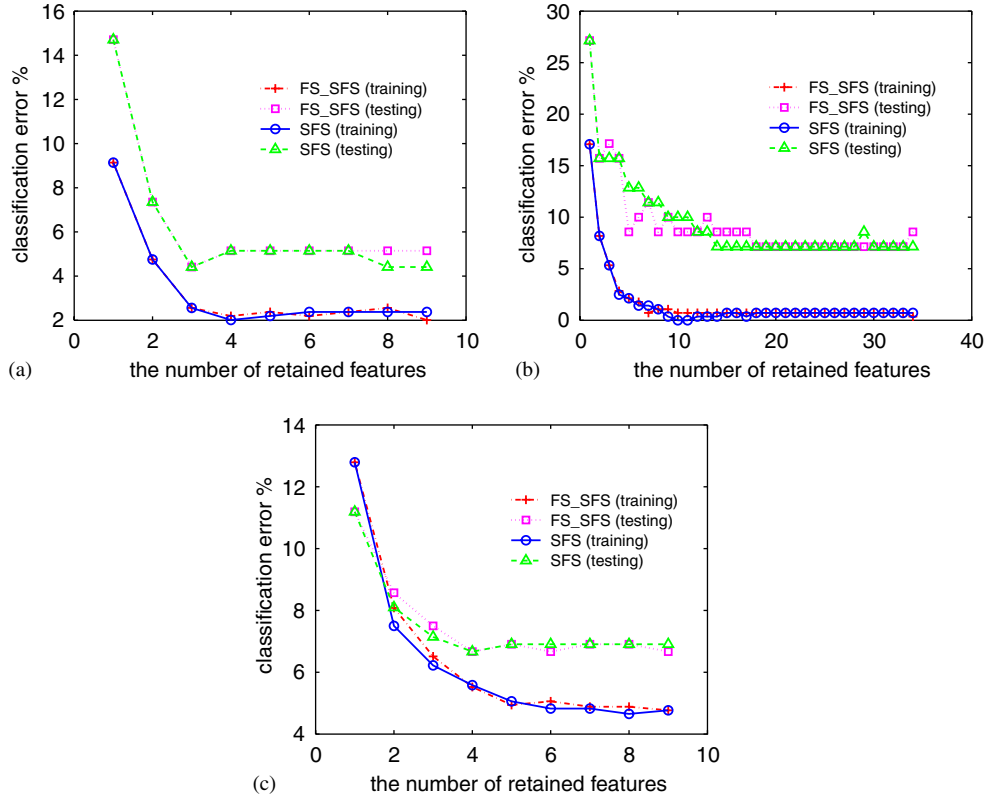 16
14
12
10
8
6
4
2
0
2
4
6
8
10
classification error %
the number of retained features
FS_SFS (training)
FS_SFS (testing)
SFS (training)
SFS (testing)
(a)
30
25
20
15
10
5
0
0
10
20
30
40
classification error %
the number of retained features
FS_SFS (training)
FS_SFS (testing)
SFS (training)
SFS (testing)
(b)
14
12
10
8
6
4
0
2
4
6
8
10
classification error %
the number of retained features
FS_SFS (training)
FS_SFS (testing)
SFS (training)
SFS (testing)
(c)